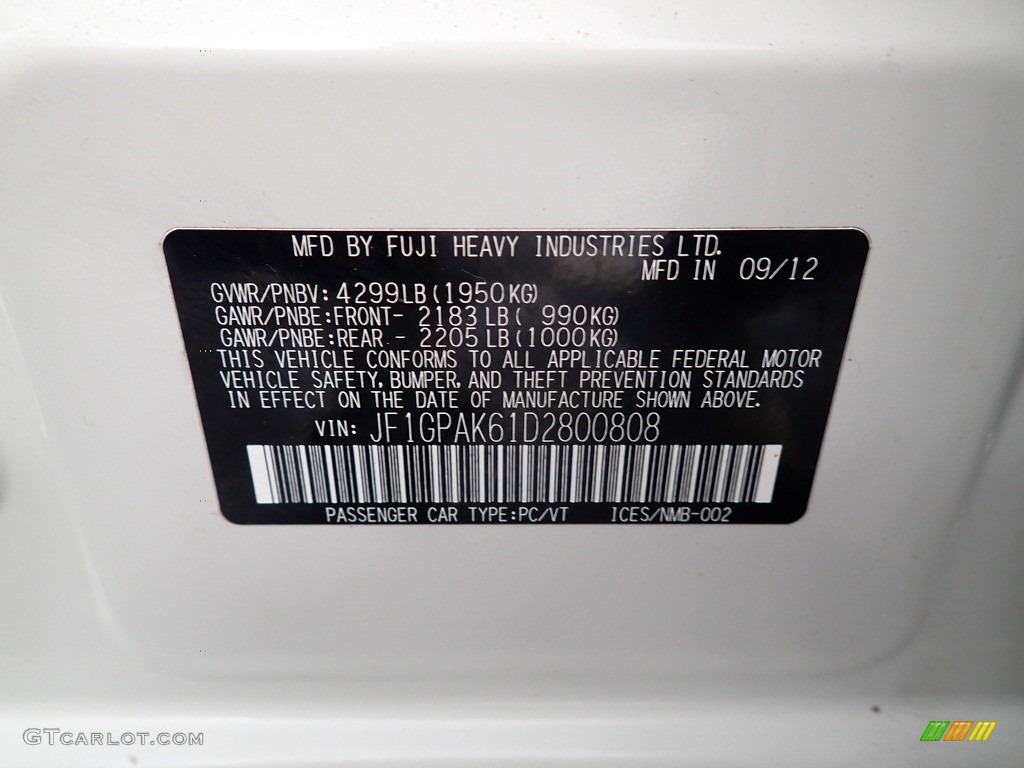 MFD BY FUJI HEAVY INDUSTRIES LTD.
MFD IN 09/12
GVWR/PNBV: 4299LB(1950KG)
GAWR/PNBE:FRONT- 2183LB( 990KG)
GAWR/PNBE:REAR - 2205LB(1000KG)
THIS VEHICLE CONFORMS TO ALL APPLICABLE FEDERAL MOTOR
VEHICLE SAFETY, BUMPER, AND THEFT PREVENTION STANDARDS
IN EFFECT ON THE DATE OF MANUFACTURE SHOWN ABOVE.
VIN: JF1GPAK61D2800808
PASSENGER CAR TYPE:PC/VT ICES/NMB-002
GTCARLOT.COM